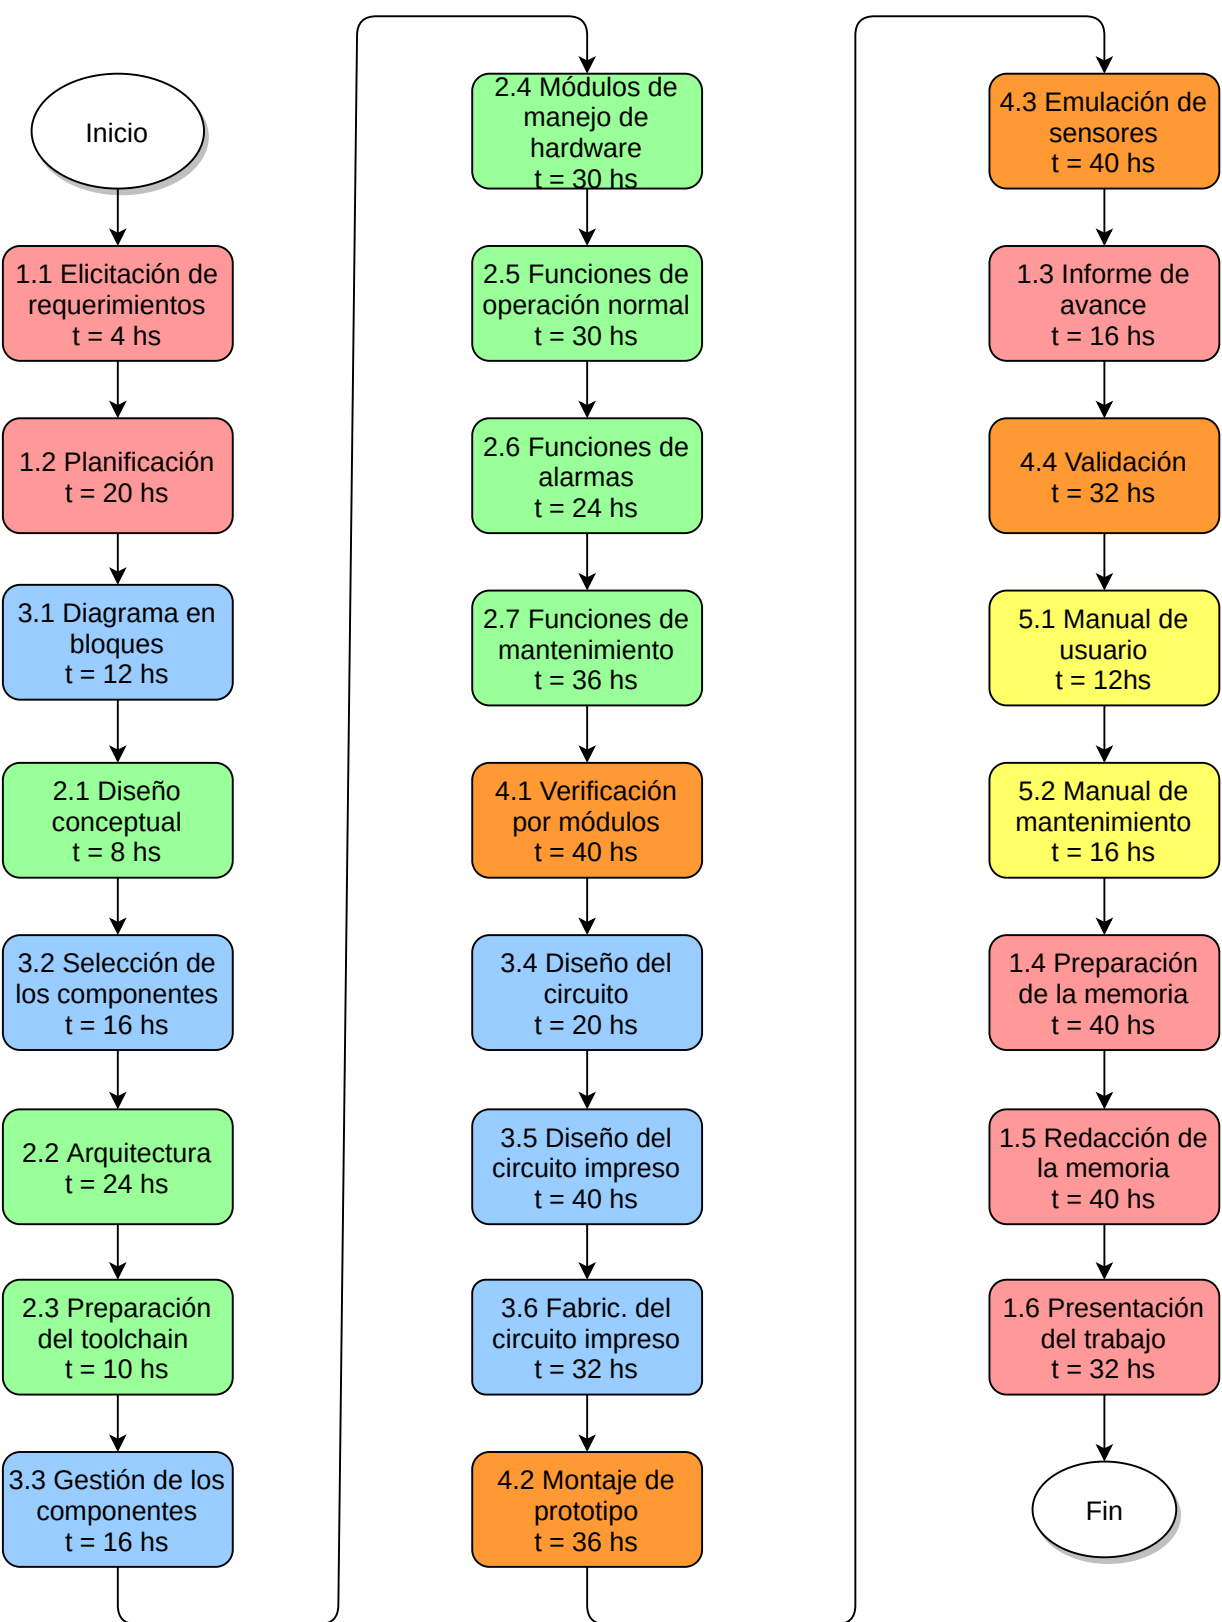 Inicio
1.1 Elicitación de
requerimientos
t = 4 hs
1.2 Planificación
t = 20 hs
3.1 Diagrama en
bloques
t = 12 hs
2.1 Diseño
conceptual
t = 8 hs
3.2 Selección de
los componentes
t = 16 hs
2.2 Arquitectura
t = 24 hs
2.3 Preparación
del toolchain
t = 10 hs
3.3 Gestión de los
componentes
t = 16 hs
2.4 Módulos de
manejo de
hardware
t = 30 hs
2.5 Funciones de
operación normal
t = 30 hs
2.6 Funciones de
alarmas
t = 24 hs
2.7 Funciones de
mantenimiento
t = 36 hs
4.1 Verificación
por módulos
t = 40 hs
3.4 Diseño del
circuito
t = 20 hs
3.5 Diseño del
circuito impreso
t = 40 hs
3.6 Fabric. del
circuito impreso
t = 32 hs
4.2 Montaje de
prototipo
t = 36 hs
4.3 Emulación de
sensores
t = 40 hs
1.3 Informe de
avance
t = 16 hs
4.4 Validación
t = 32 hs
5.1 Manual de
usuario
t = 12hs
5.2 Manual de
mantenimiento
t = 16 hs
1.4 Preparación
de la memoria
t = 40 hs
1.5 Redacción de
la memoria
t = 40 hs
1.6 Presentación
del trabajo
t = 32 hs
Fin